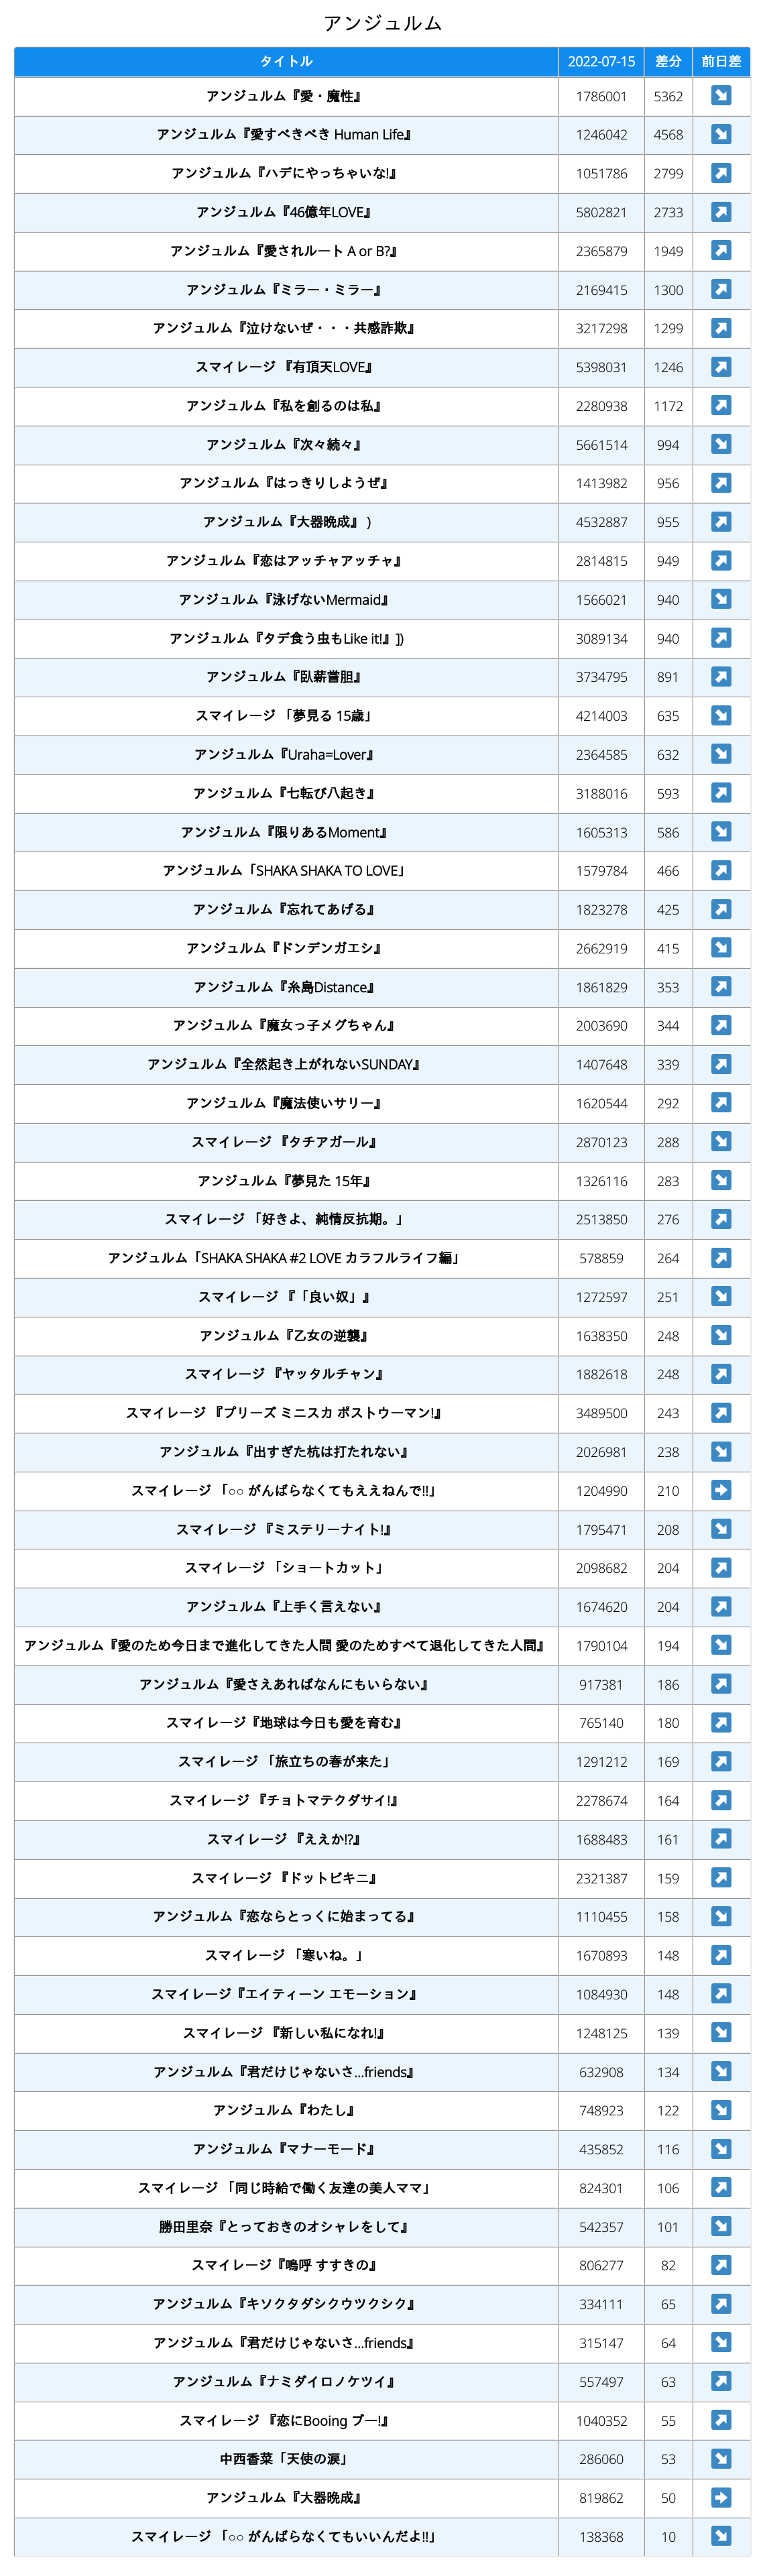 アンジュルム
タイトル 2022-07-15 差分 前日差
アンジュルム『愛・魔性』 1786001 5362 ↘
アンジュルム『愛すべきべき Human Life』 1246042 4568 ↘
アンジュルム『ハデにやっちゃいな!』 1051786 2799 ↗
アンジュルム『46億年LOVE』 5802821 2733 ↗
アンジュルム『愛されルート A or B?』 2365879 1949 ↗
アンジュルム『ミラー・ミラー』 2169415 1300 ↗
アンジュルム『泣けないぜ・・・共感詐欺』 3217298 1299 ↗
スマイレージ 『有頂天LOVE』 5398031 1246 ↗
アンジュルム『私を創るのは私』 2280938 1172 ↗
アンジュルム『次々続々』 5661514 994 ↘
アンジュルム『はっきりしようぜ』 1413982 956 ↗
アンジュルム『大器晩成』 ) 4532887 955 ↗
アンジュルム『恋はアッチャアッチャ』 2814815 949 ↗
アンジュルム『泳げないMermaid』 1566021 940 ↘
アンジュルム『タデ食う虫もLike it!』]) 3089134 940 ↗
アンジュルム『臥薪嘗胆』 3734795 891 ↗
スマイレージ 「夢見る 15歳」 4214003 635 ↘
アンジュルム『Uraha=Lover』 2364585 632 ↘
アンジュルム『七転び八起き』 3188016 593 ↗
アンジュルム『限りあるMoment』 1605313 586 ↘
アンジュルム「SHAKA SHAKA TO LOVE」 1579784 466 ↗
アンジュルム『忘れてあげる』 1823278 425 ↗
アンジュルム『ドンデンガエシ』 2662919 415 ↘
アンジュルム『糸島Distance』 1861829 353 ↗
アンジュルム『魔女っ子メグちゃん』 2003690 344 ↗
アンジュルム『全然起き上がれないSUNDAY』 1407648 339 ↗
アンジュルム『魔法使いサリー』 1620544 292 ↗
スマイレージ 『タチアガール』 2870123 288 ↘
アンジュルム『夢見た 15年』 1326116 283 ↘
スマイレージ 「好きよ、純情反抗期。」 2513850 276 ↗
アンジュルム「SHAKA SHAKA #2 LOVE カラフルライフ編」 578859 264 ↗
スマイレージ 『「良い奴」』 1272597 251 ↘
アンジュルム『乙女の逆襲』 1638350 248 ↘
スマイレージ 『ヤッタルチャン』 1882618 248 ↗
スマイレージ 『プリーズ ミニスカ ポストウーマン!』 3489500 243 ↗
アンジュルム『出すぎた杭は打たれない』 2026981 238 ↘
スマイレージ 「○○ がんばらなくてもええねんで!!」 1204990 210 →
スマイレージ 『ミステリーナイト!』 1795471 208 ↘
スマイレージ 「ショートカット」 2098682 204 ↗
アンジュルム『上手く言えない』 1674620 204 ↗
アンジュルム『愛のため今日まで進化してきた人間 愛のためすべて退化してきた人間』 1790104 194 ↘
アンジュルム『愛さえあればなんにもいらない』 917381 186 ↗
スマイレージ『地球は今日も愛を育む』 765140 180 ↗
スマイレージ 「旅立ちの春が来た」 1291212 169 ↗
スマイレージ 『チョトマテクダサイ!』 2278674 164 ↗
スマイレージ 『ええか!?』 1688483 161 ↗
スマイレージ 『ドットビキニ』 2321387 159 ↗
アンジュルム『恋ならとっくに始まってる』 1110455 158 ↘
スマイレージ 「寒いね。」 1670893 148 ↗
スマイレージ『エイティーン エモーション』 1084930 148 ↗
スマイレージ 『新しい私になれ!』 1248125 139 ↘
アンジュルム『君だけじゃないさ...friends』 632908 134 ↘
アンジュルム『わたし』 748923 122 ↘
アンジュルム『マナーモード』 435852 116 ↘
スマイレージ 「同じ時給で働く友達の美人ママ」 824301 106 ↗
勝田里奈『とっておきのオシャレをして』 542357 101 ↘
スマイレージ『嗚呼 すすきの』 806277 82 ↗
アンジュルム『キソクタダシクウツクシク』 334111 65 ↗
アンジュルム『君だけじゃないさ...friends』 315147 64 ↘
アンジュルム『ナミダイロノケツイ』 557497 63 ↗
スマイレージ 『恋にBooing ブー!』 1040352 55 ↗
中西香菜「天使の涙」 286060 53 ↘
アンジュルム『大器晩成』 819862 50 →
スマイレージ 「○○ がんばらなくてもいいんだよ!!」 138368 10 ↘